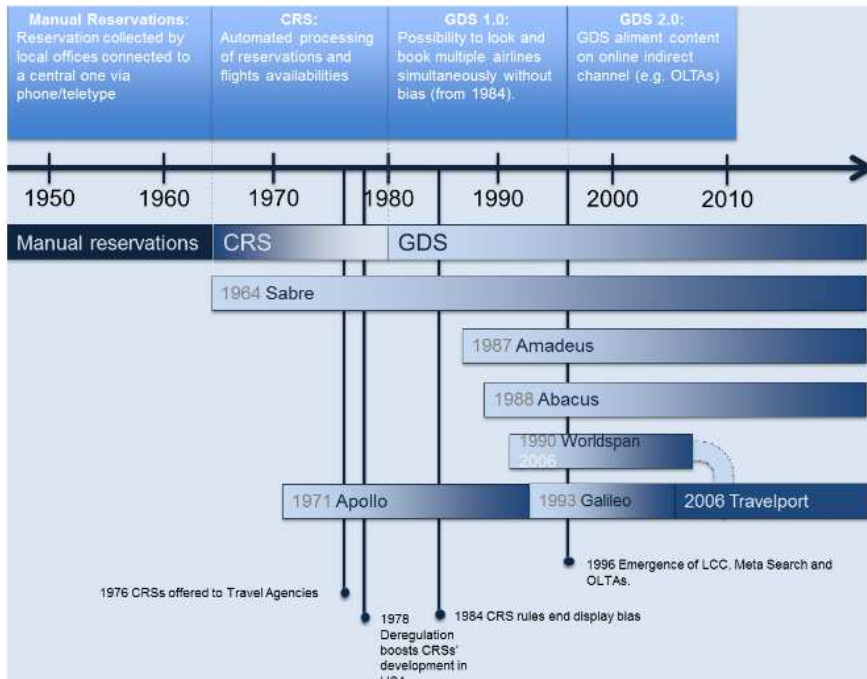 Manual Reservations:
Reservation collected by
local offices connected to
a central one via
phone/teletype
CRS:
Automated processing
of reservations and
flights availabilities
GDS 1.0:
Possibility to look and
book multiple airlines
simultaneously without
bias (from 1984).
GDS 2.0:
GDS aliment content
on online indirect
channel (e.g. OLTAs)
1950 1960 1970 1980 1990 2000 2010
Manual reservations CRS GDS
1964 Sabre
1987 Amadeus
1988 Abacus
1990 Worldspan
2006
1971 Apollo 1993 Galileo 2006 Travelport
1996 Emergence of LCC, Meta Search and
OLTAs.
1976 CRSs offered to Travel Agencies
1984 CRS rules end display bias
1978
Deregulation
boosts CRSs'
development in